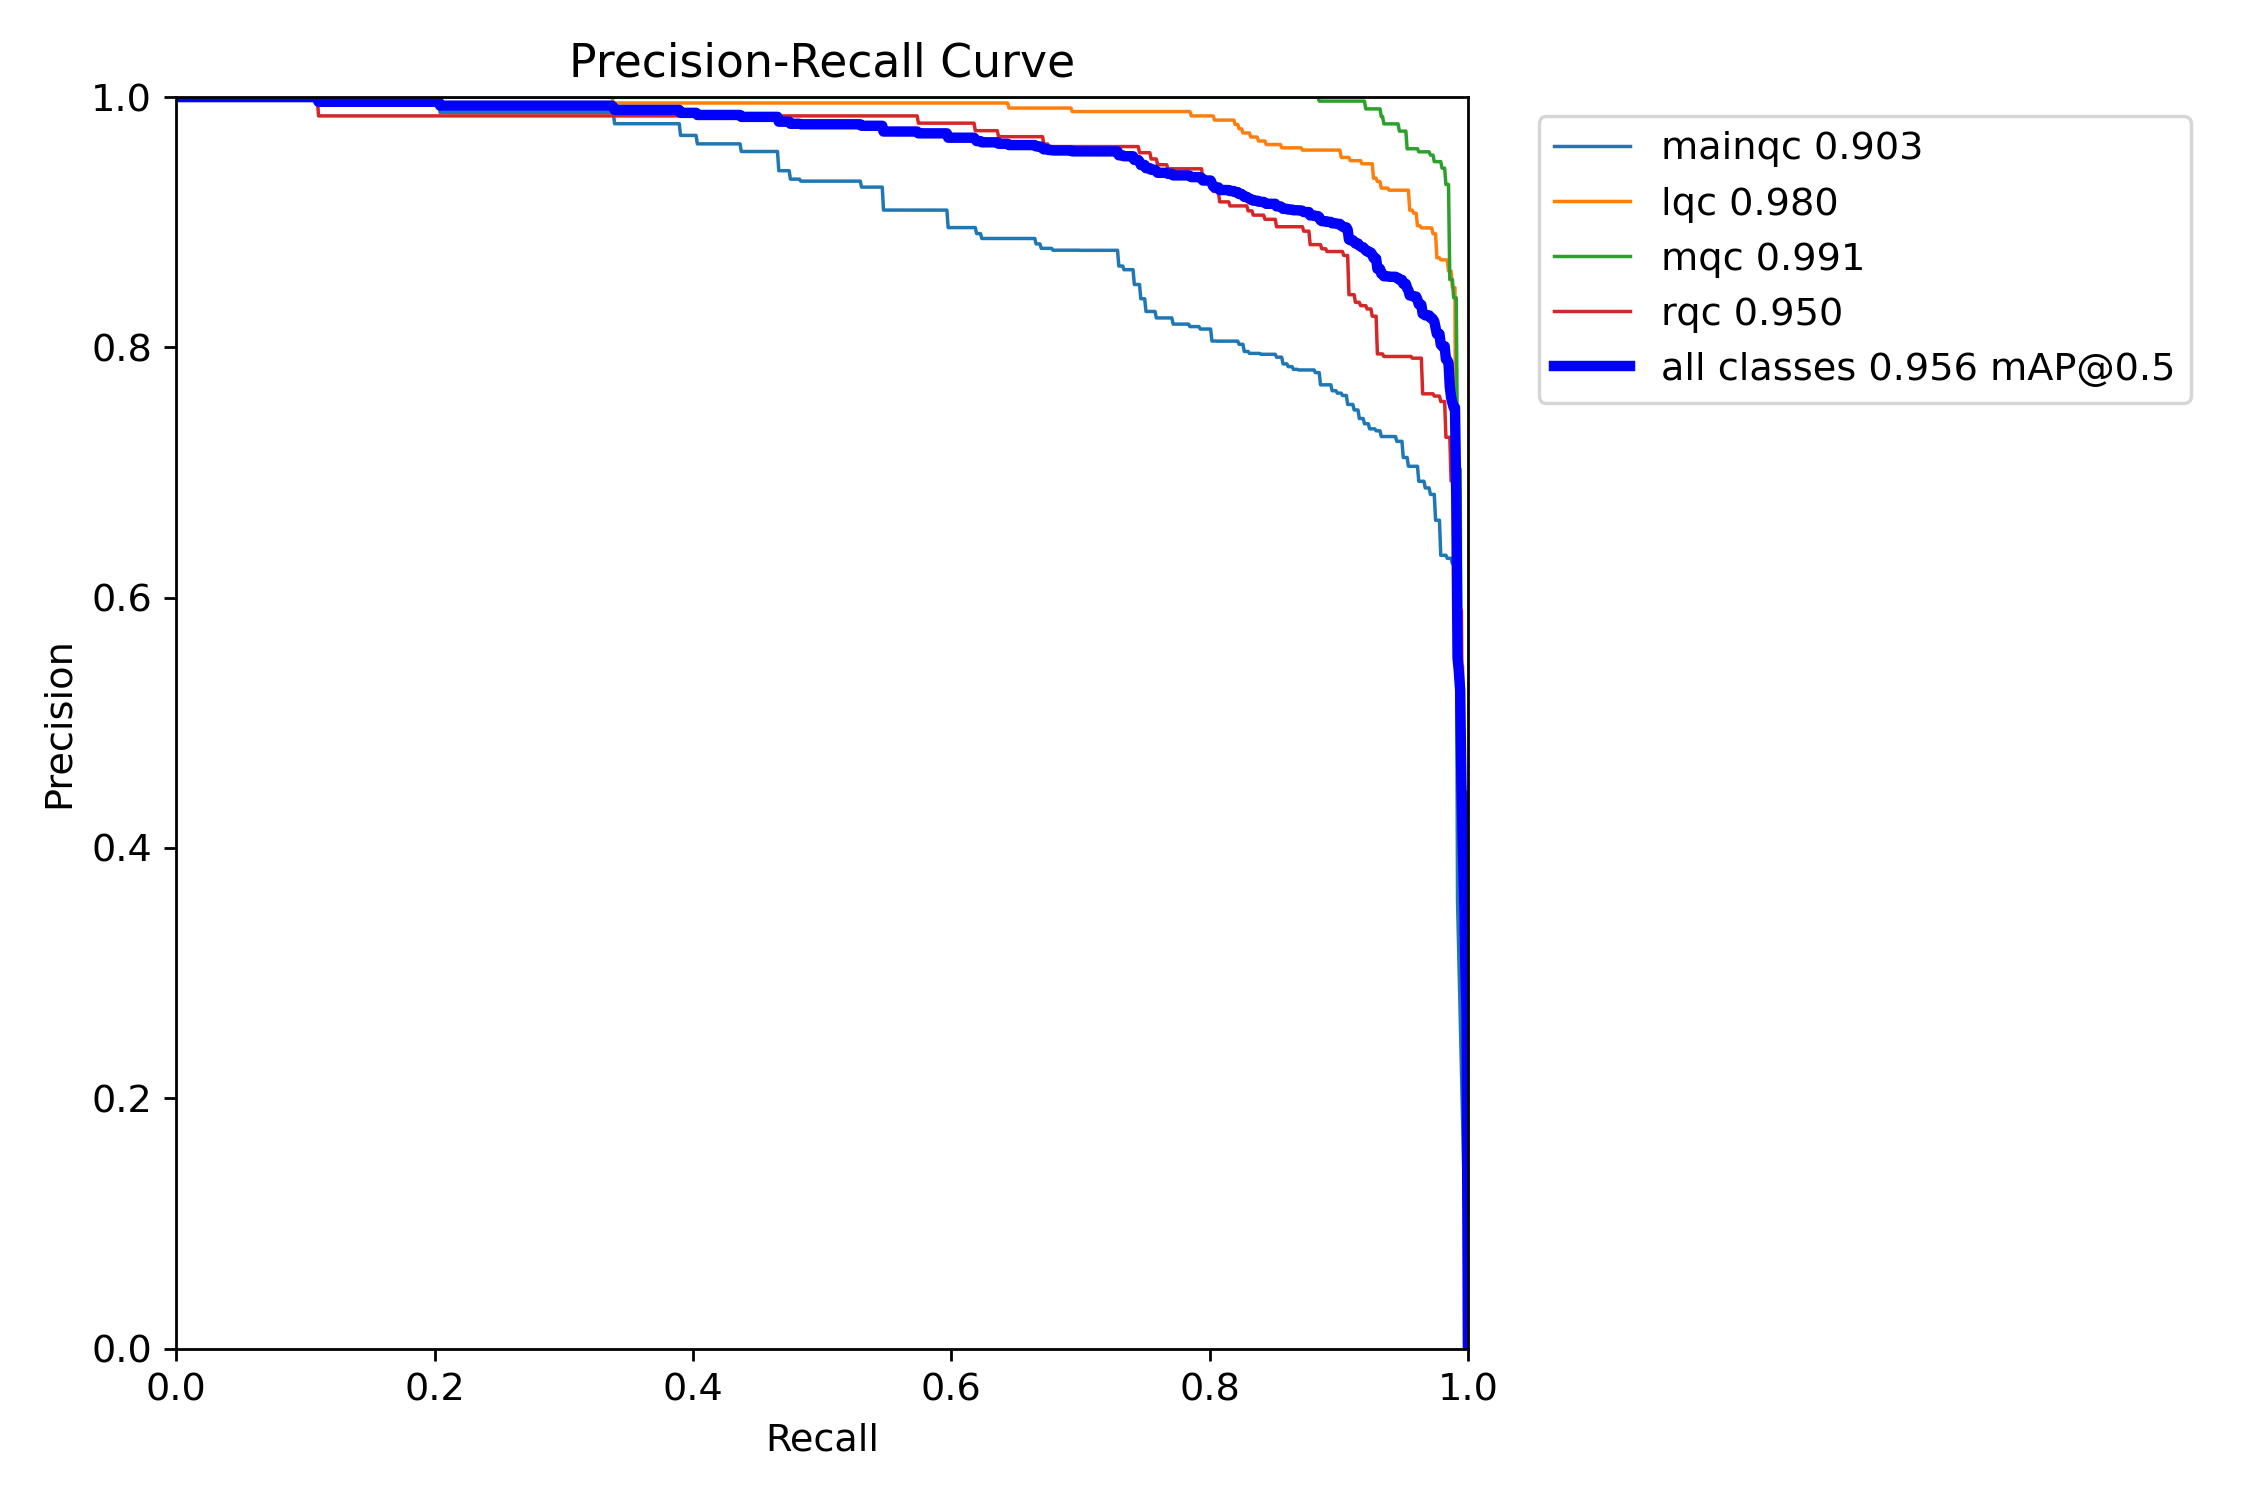 Precision-Recall Curve
1.0
0.8
0.6
0.4
0.2
0.0
Precision
0.0 0.2 0.4 0.6 0.8 1.0
Recall
mainqc 0.903
lqc 0.980
mqc 0.991
rqc 0.950
all classes 0.956 mAP@0.5